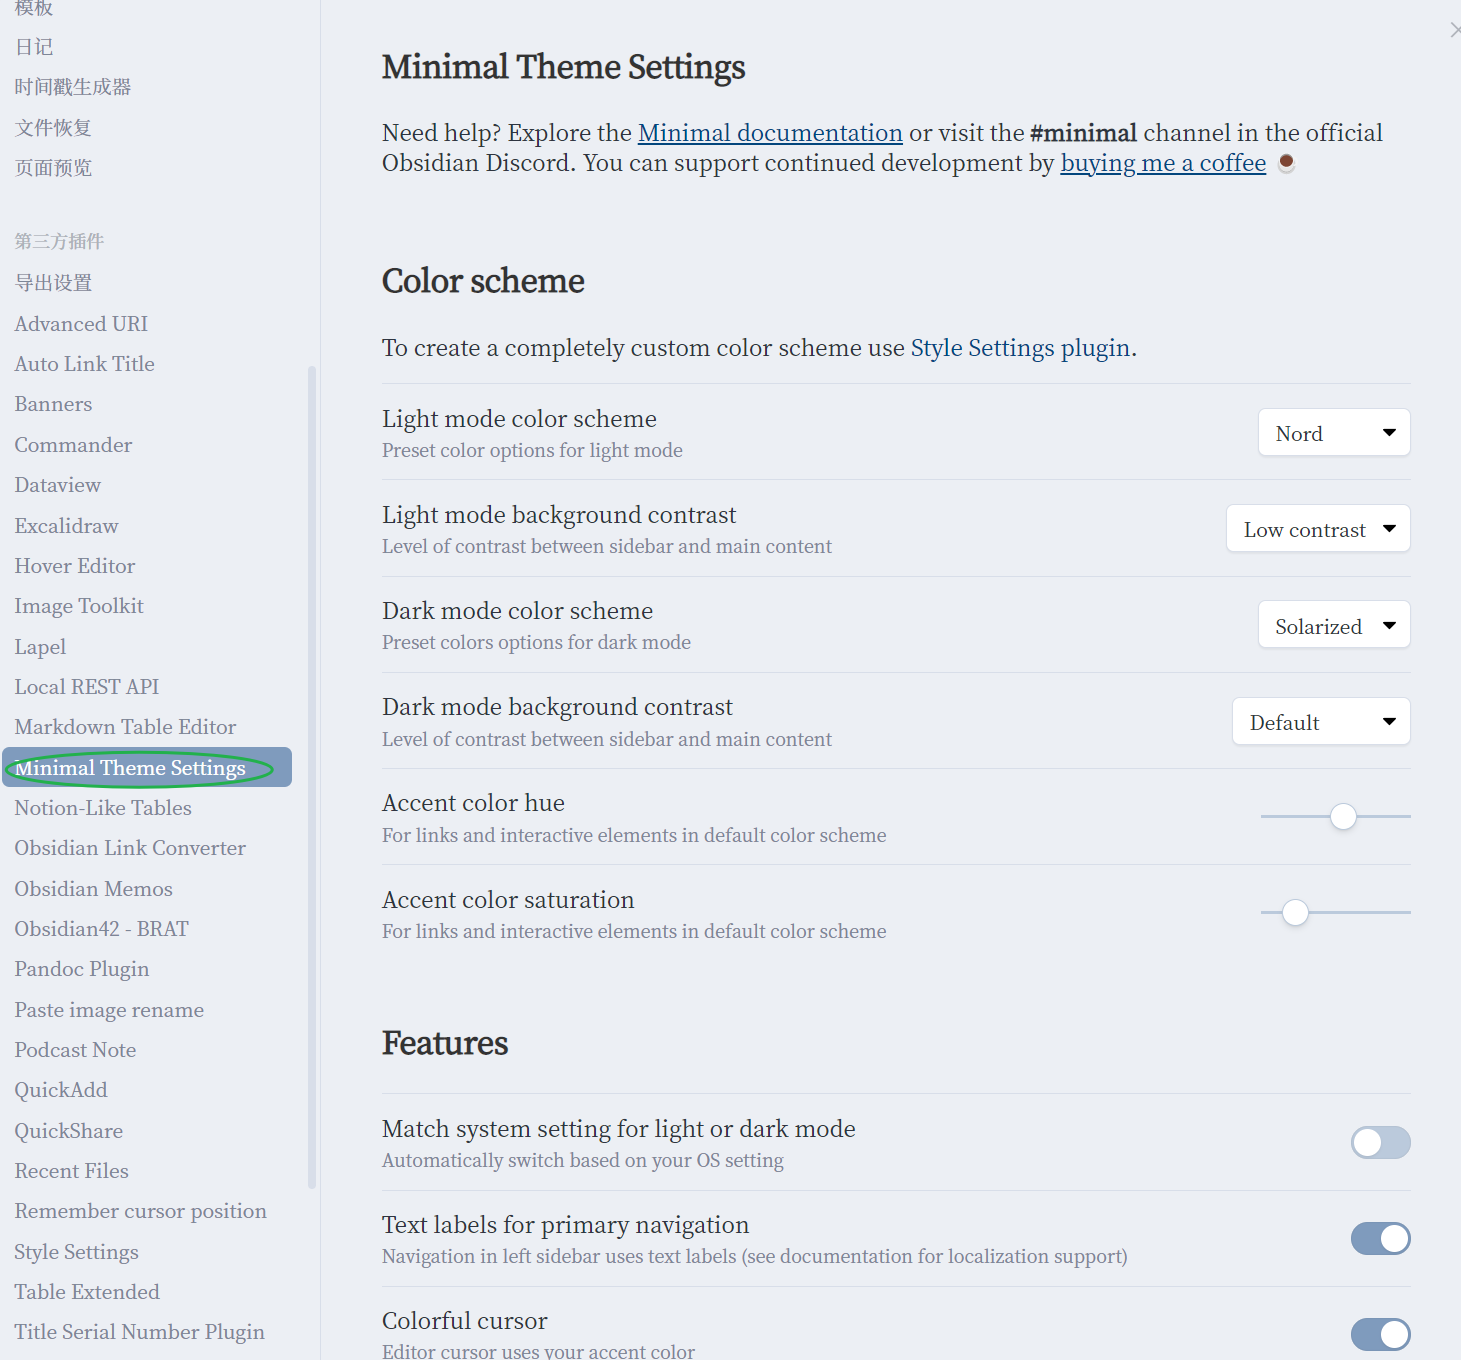 模板
日记
时间戳生成器
文件恢复
页面预览
第三方插件
导出设置
Advanced URI
Auto Link Title
Banners
Commander
Dataview
Excalidraw
Hover Editor
Image Toolkit
Lapel
Local REST API
Markdown Table Editor
Minimal Theme Settings
Notion-Like Tables
Obsidian Link Converter
Obsidian Memos
Obsidian42 - BRAT
Pandoc Plugin
Paste image rename
Podcast Note
QuickAdd
QuickShare
Recent Files
Remember cursor position
Style Settings
Table Extended
Title Serial Number Plugin
Minimal Theme Settings
Need help? Explore the Minimal documentation or visit the #minimal channel in the official
Obsidian Discord. You can support continued development by buying me a coffee
Color scheme
To create a completely custom color scheme use Style Settings plugin.
Light mode color scheme
Preset color options for light mode
Nord
Light mode background contrast
Level of contrast between sidebar and main content
Low contrast
Dark mode color scheme
Preset colors options for dark mode
Solarized
Dark mode background contrast
Level of contrast between sidebar and main content
Default
Accent color hue
For links and interactive elements in default color scheme
Accent color saturation
For links and interactive elements in default color scheme
Features
Match system setting for light or dark mode
Automatically switch based on your OS setting
Text labels for primary navigation
Navigation in left sidebar uses text labels (see documentation for localization support)
Colorful cursor
Editor cursor uses your accent color